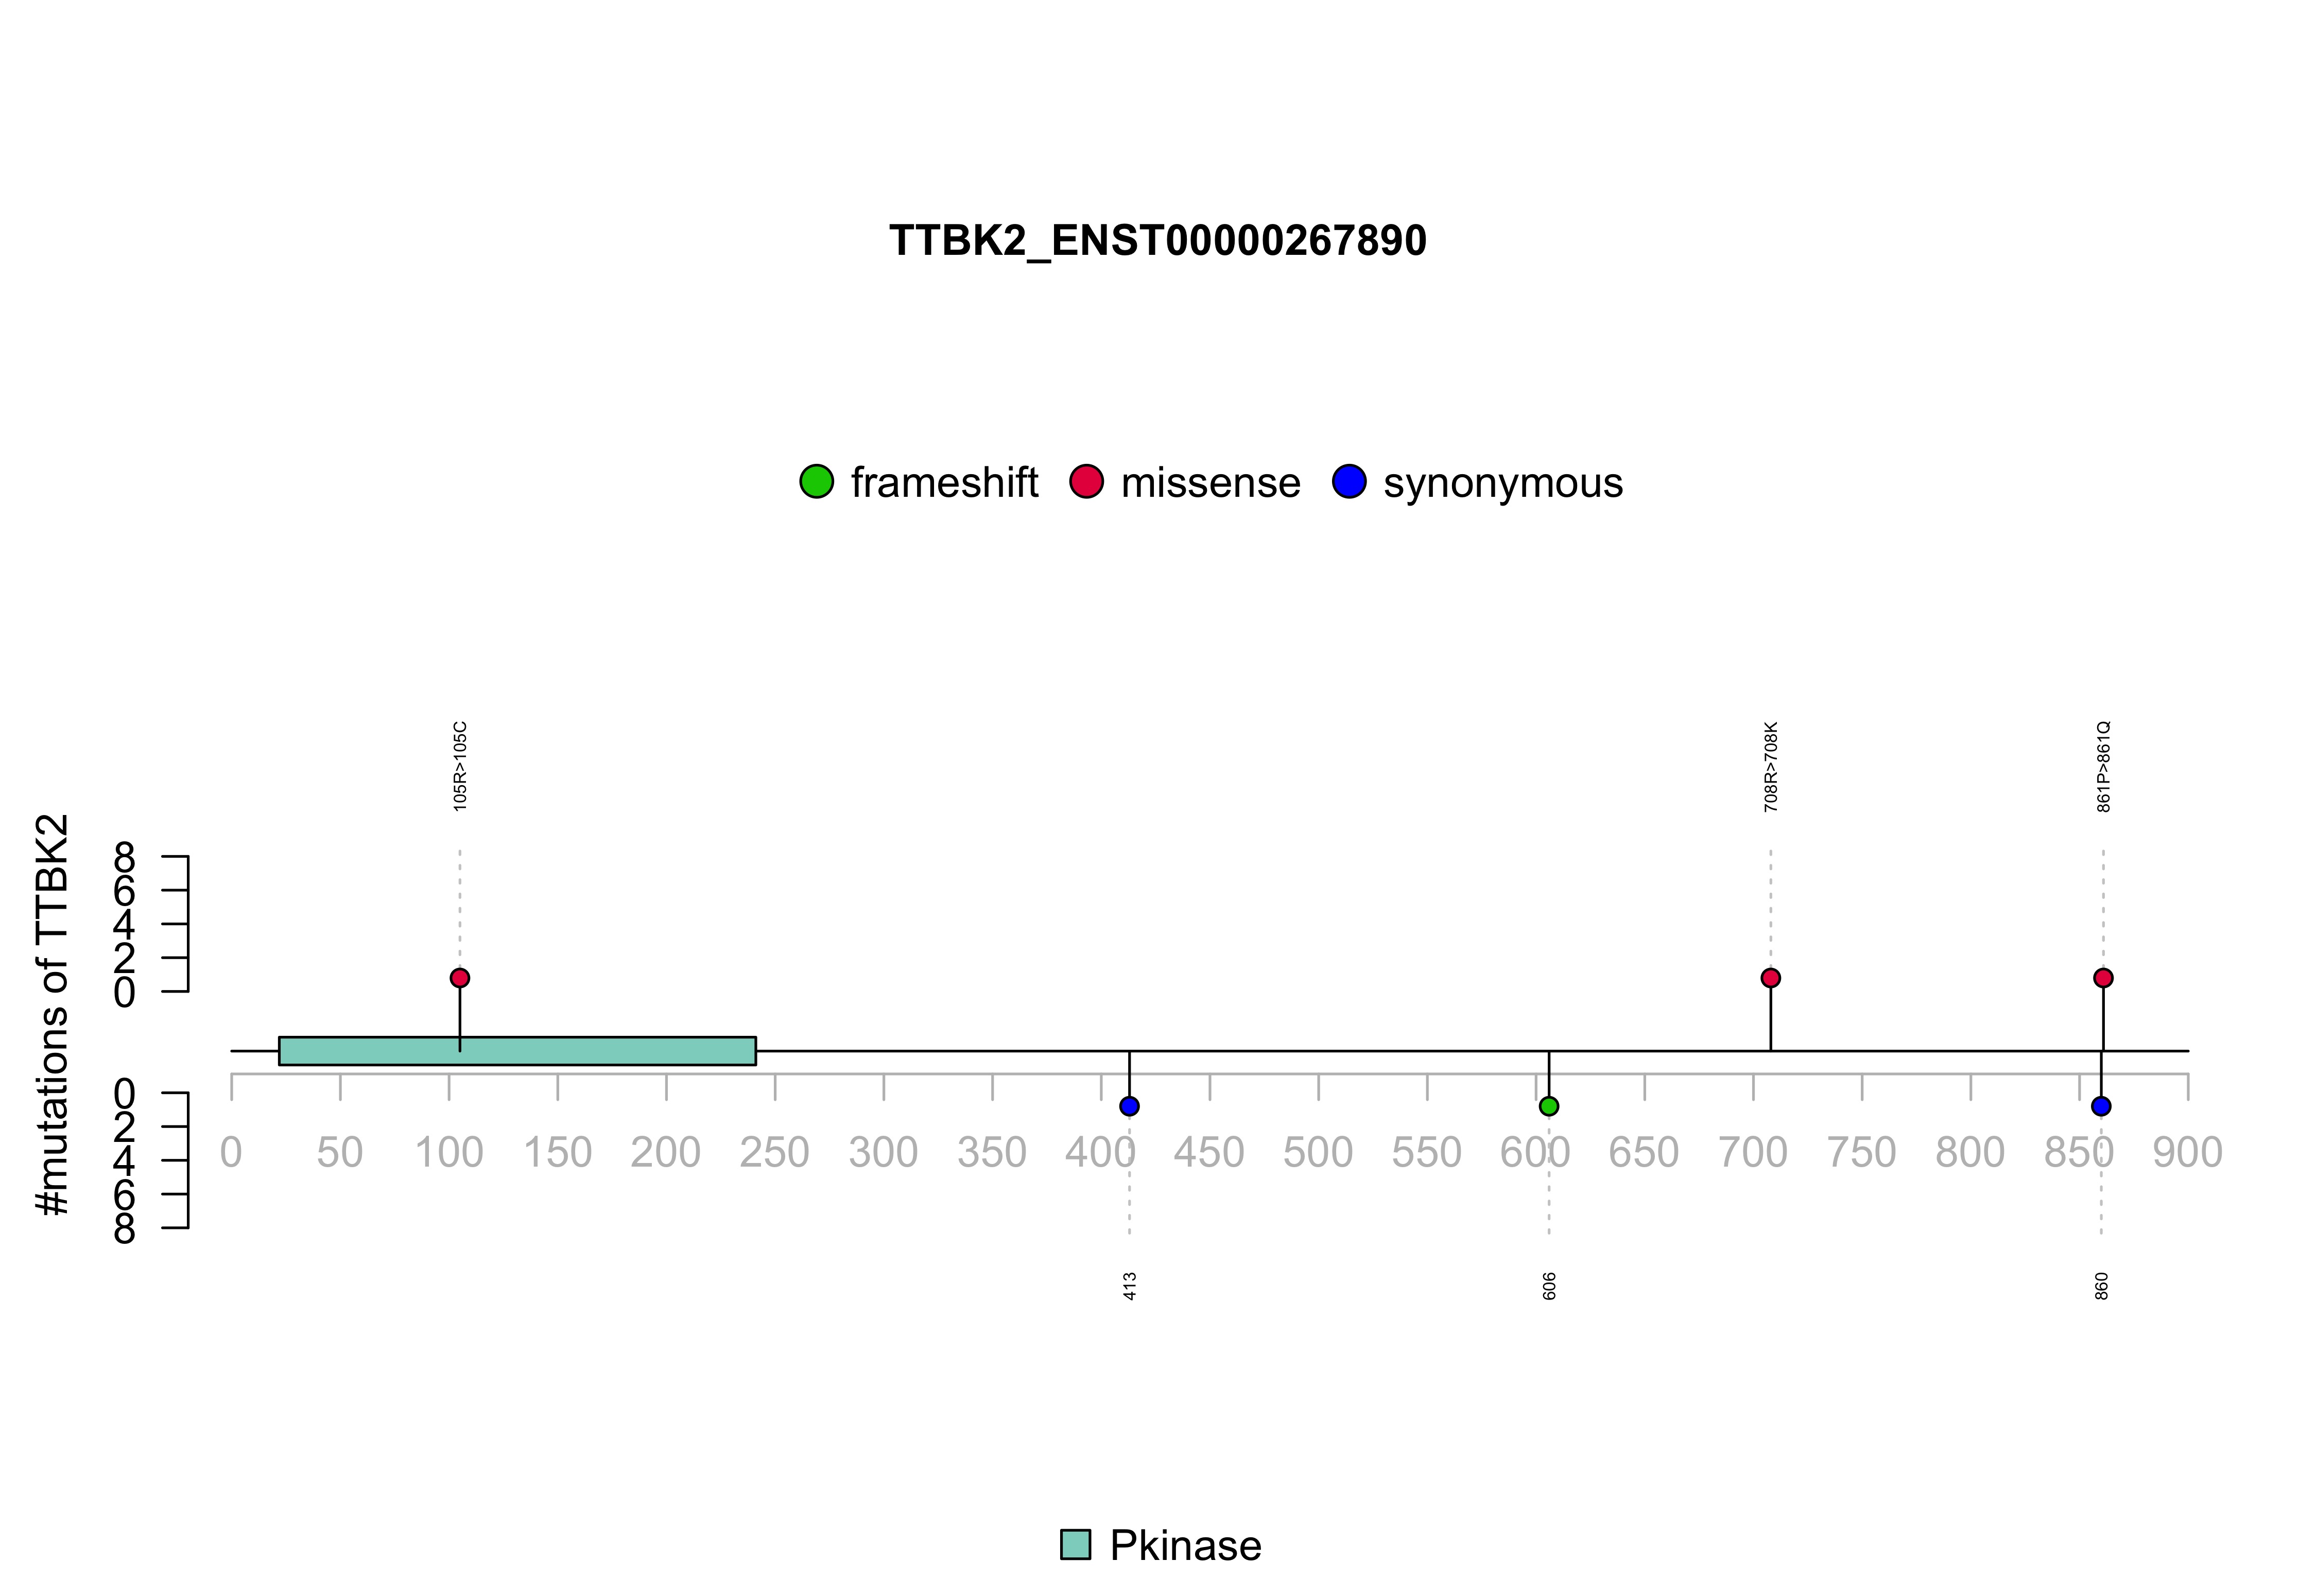 TTBK2_ENST00000267890
frameshift missense synonymous
105R>105C
708R>708K
861P>861Q
#mutations of TTBK2
8
6
4
2
0
0
2
4
6
8
0 50 100 150 200 250 300 350 400 450 500 550 600 650 700 750 800 850 900
413
606
860
Pkinase